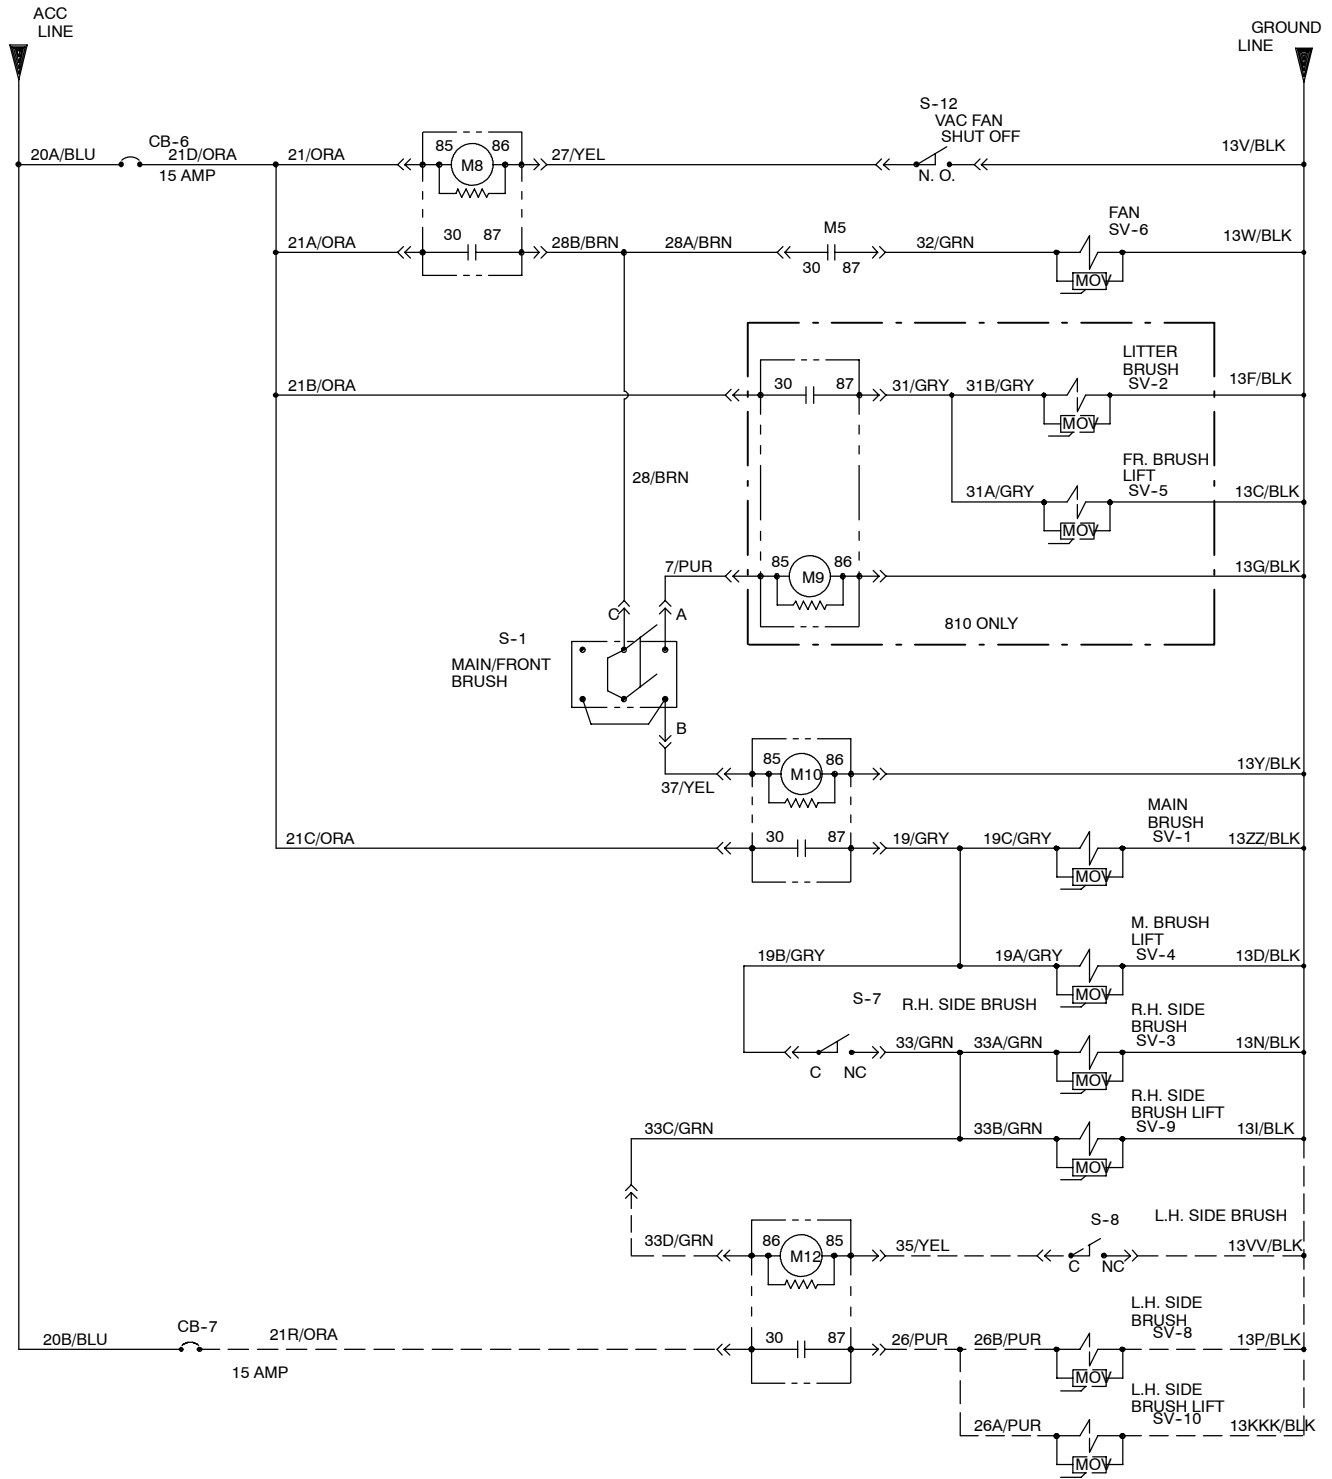 ACC
LINE
GROUND
LINE
S-12
VAC FAN
SHUT OFF
20A/BLU
CB-6
21D/ORA
15 AMP
21/ORA
85
86
M8
27/YEL
N. O.
13V/BLK
21A/ORA
30
87
28B/BRN
28A/BRN
M5
30
87
32/GRN
FAN
SV-6
MOV
13W/BLK
21B/ORA
30
87
31/GRY
31B/GRY
LITTER
BRUSH
SV-2
MOV
13F/BLK
28/BRN
31A/GRY
FR. BRUSH
LIFT
SV-5
MOV
13C/BLK
7/PUR
85
86
M9
13G/BLK
810 ONLY
C
A
S-1
MAIN/FRONT
BRUSH
B
37/YEL
85
86
M10
13Y/BLK
21C/ORA
30
87
19/GRY
19C/GRY
MAIN
BRUSH
SV-1
MOV
13ZZ/BLK
19B/GRY
19A/GRY
M. BRUSH
LIFT
SV-4
MOV
13D/BLK
S-7
R.H. SIDE BRUSH
C
NC
33/GRN
33A/GRN
R.H. SIDE
BRUSH
SV-3
MOV
13N/BLK
33C/GRN
33B/GRN
R.H. SIDE
BRUSH LIFT
SV-9
MOV
13I/BLK
33D/GRN
86
85
M12
35/YEL
S-8
L.H. SIDE BRUSH
C
NC
13VV/BLK
20B/BLU
CB-7
15 AMP
21R/ORA
30
87
26/PUR
26B/PUR
L.H. SIDE
BRUSH
SV-8
MOV
13P/BLK
26A/PUR
L.H. SIDE
BRUSH LIFT
SV-10
MOV
13KKK/BLK